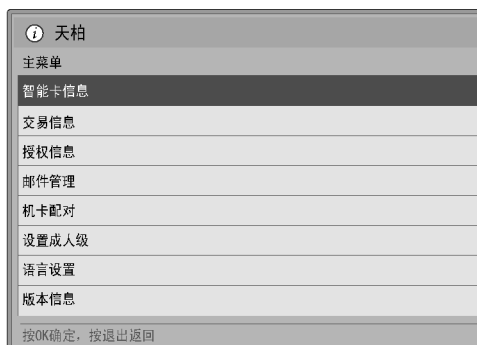 i 天柏
主菜单
智能卡信息
交易信息
授权信息
邮件管理
机卡配对
设置成人级
语言设置
版本信息
按OK确定，按退出返回